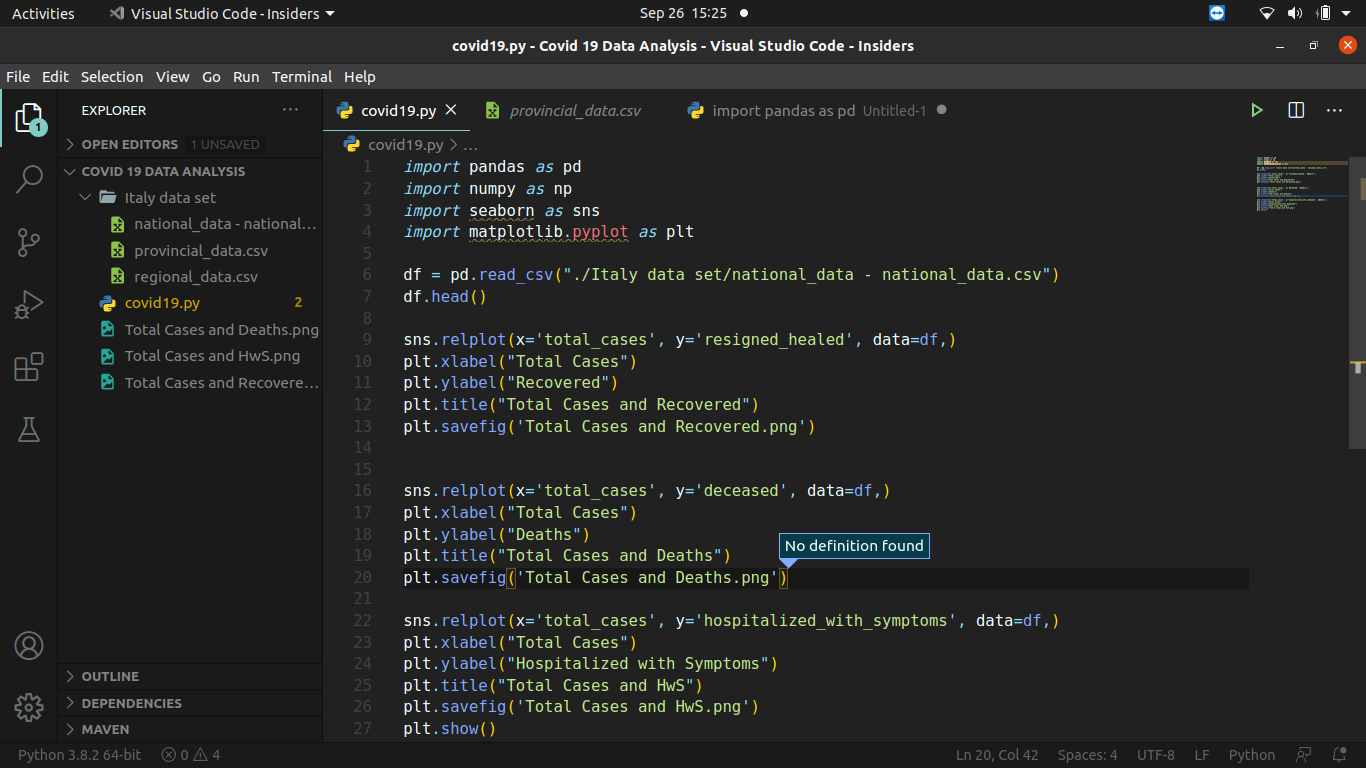 Activities Visual Studio Code - Insiders Sep 26 15:25
covid19.py - Covid 19 Data Analysis - Visual Studio Code - Insiders
File Edit Selection View Go Run Terminal Help
EXPLORER
OPEN EDITORS 1 UNSAVED
COVID 19 DATA ANALYSIS
Italy data set
national_data - national...
provincial_data.csv
regional_data.csv
covid19.py 2
Total Cases and Deaths.png
Total Cases and HwS.png
Total Cases and Recovere...
OUTLINE
DEPENDENCIES
MAVEN
1
covid19.py provincial_data.csv import pandas as pd Untitled-1
covid19.py > ...
1 import pandas as pd
2 import numpy as np
3 import seaborn as sns
4 import matplotlib.pyplot as plt
5
6 df = pd.read_csv("./Italy data set/national_data - national_data.csv")
7 df.head()
8
9 sns.relplot(x='total_cases', y='resigned_healed', data=df,)
10 plt.xlabel("Total Cases")
11 plt.ylabel("Recovered")
12 plt.title("Total Cases and Recovered")
13 plt.savefig('Total Cases and Recovered.png')
14
15
16 sns.relplot(x='total_cases', y='deceased', data=df,)
17 plt.xlabel("Total Cases")
18 plt.ylabel("Deaths")
19 plt.title("Total Cases and Deaths")
No definition found
20 plt.savefig('Total Cases and Deaths.png')
21
22 sns.relplot(x='total_cases', y='hospitalized_with_symptoms', data=df,)
23 plt.xlabel("Total Cases")
24 plt.ylabel("Hospitalized with Symptoms")
25 plt.title("Total Cases and HwS")
26 plt.savefig('Total Cases and HwS.png')
27 plt.show()
Python 3.8.2 64-bit 0 4 Ln 20, Col 42 Spaces: 4 UTF-8 LF Python